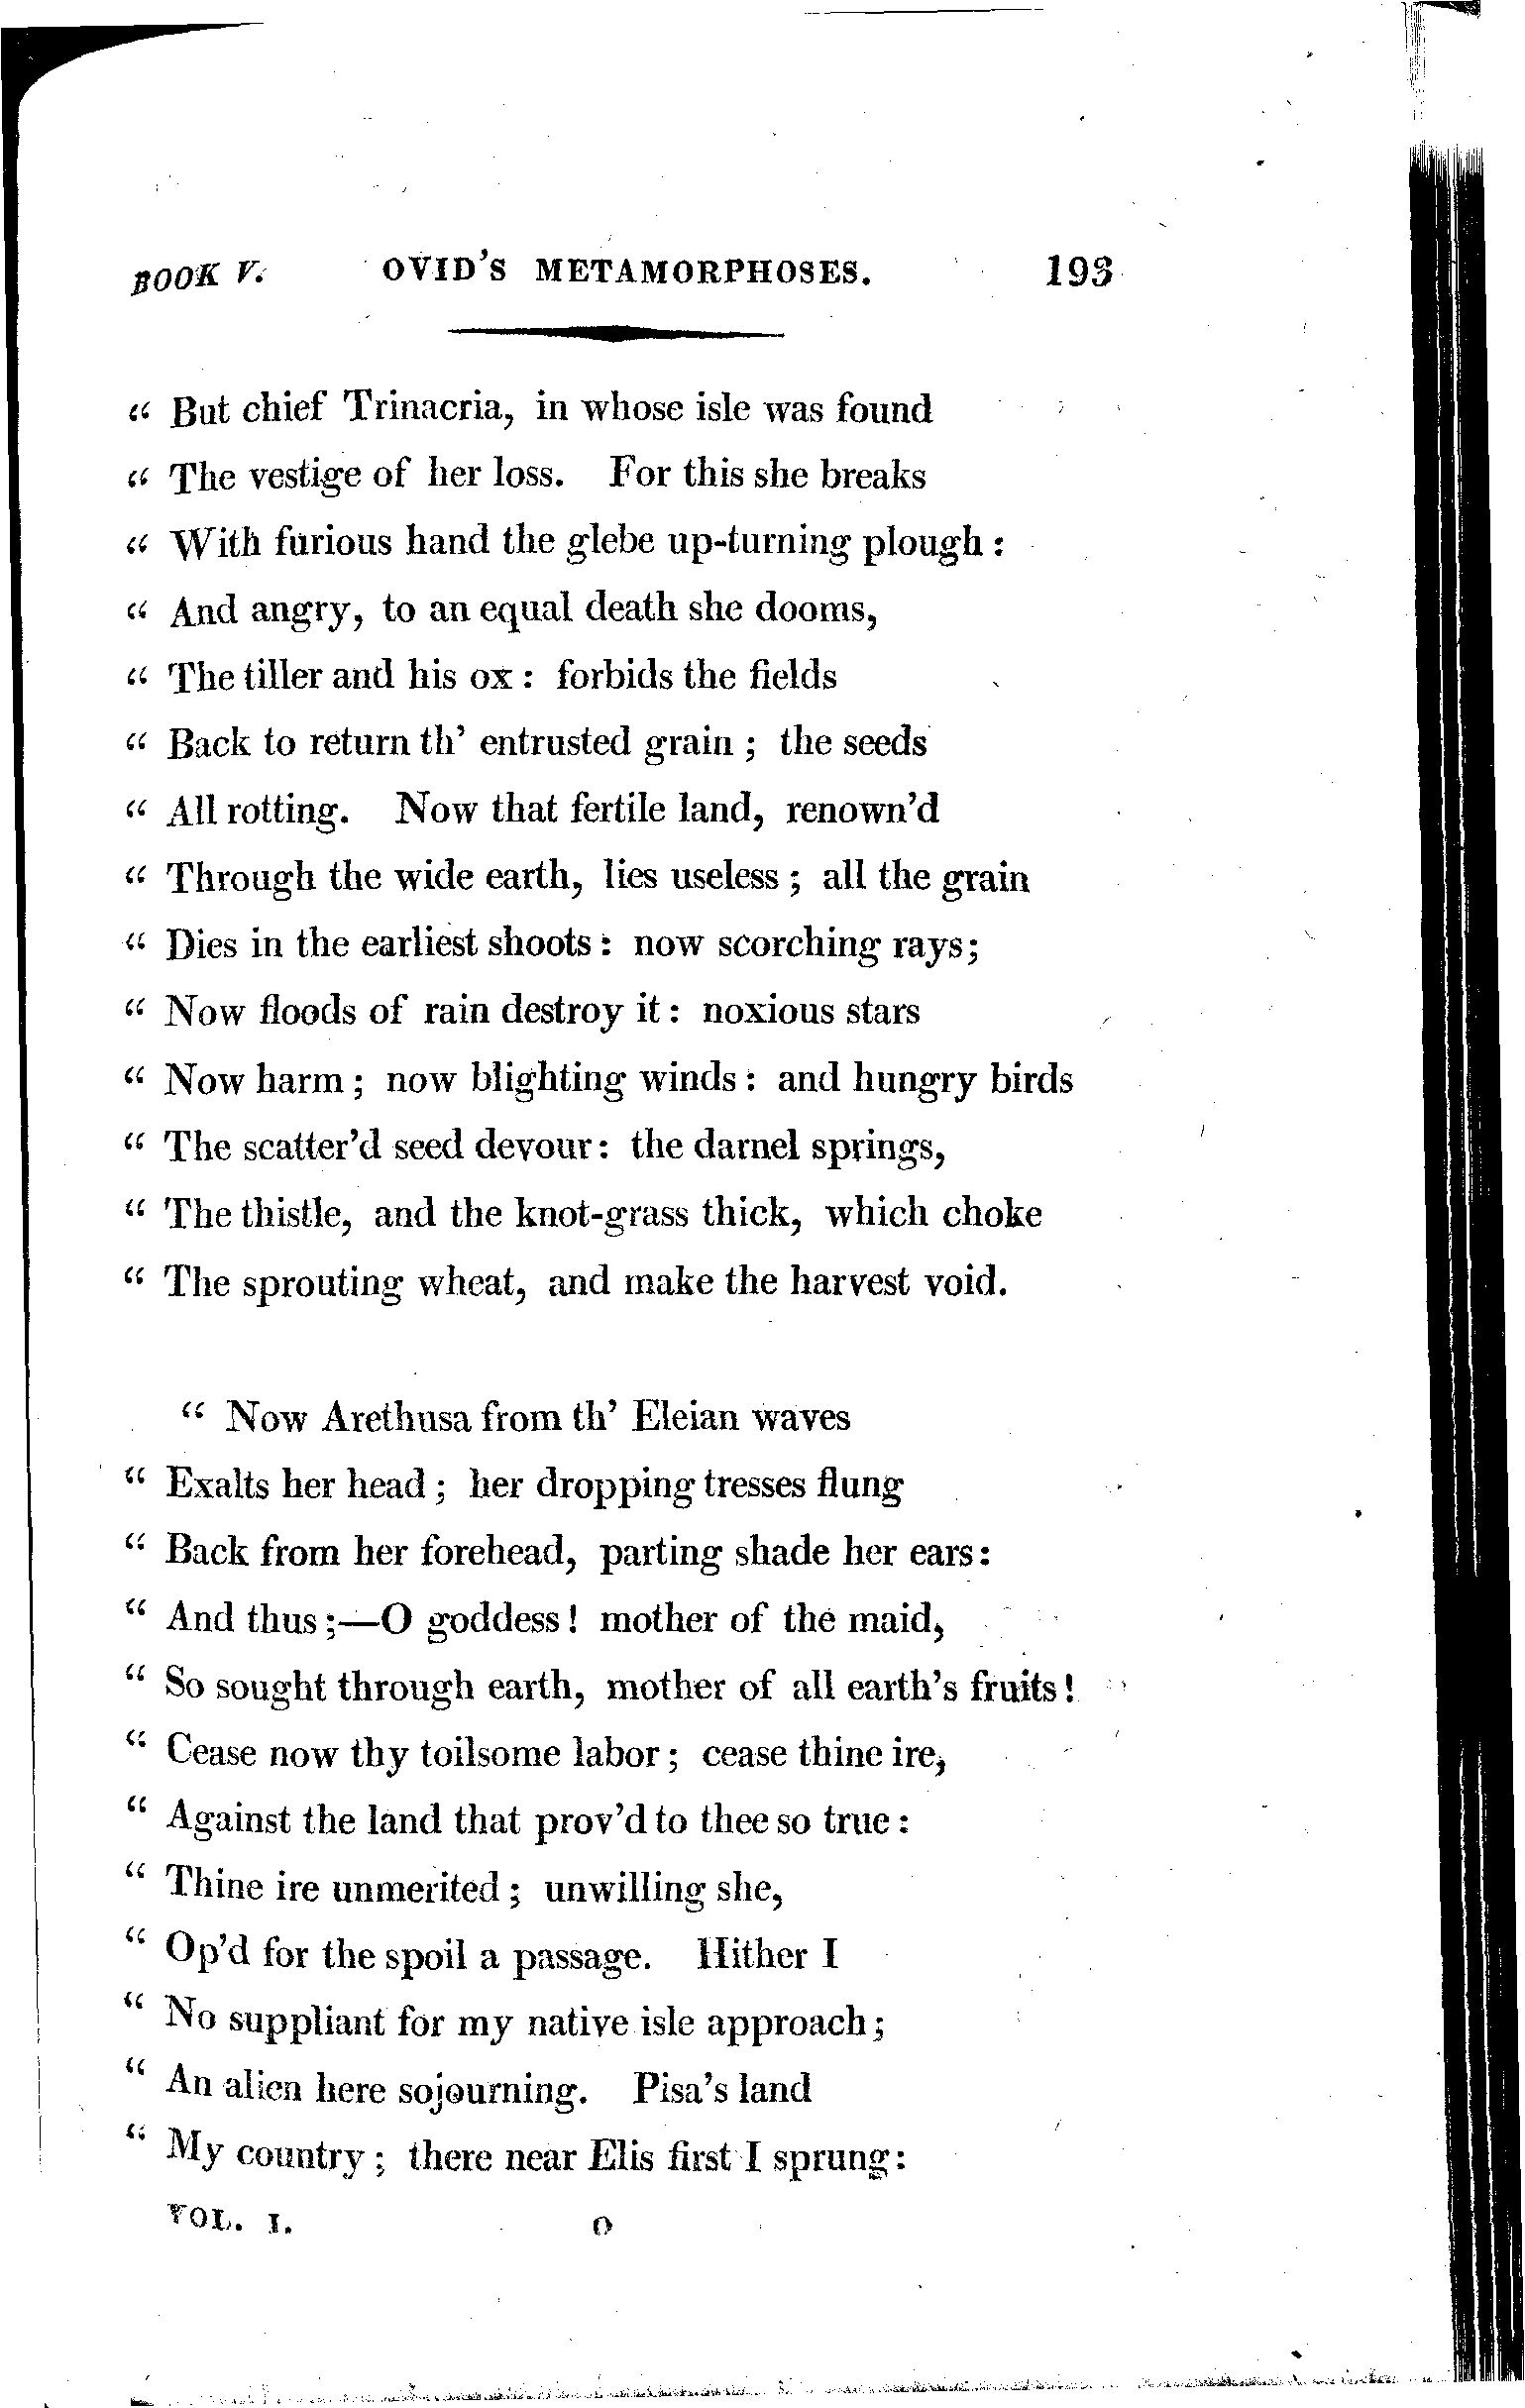 BOOK V. OVID'S METAMORPHOSES. 193
“ But chief Trinacria, in whose isle was found
“ The vestige of her loss. For this she breaks
“ With furious hand the glebe up-turning plough :
“ And angry, to an equal death she dooms,
“ The tiller and his ox : forbids the fields
“ Back to return th' entrusted grain ; the seeds
“ All rotting. Now that fertile land, renown'd
“ Through the wide earth, lies useless ; all the grain
“ Dies in the earliest shoots : now scorching rays;
“ Now floods of rain destroy it : noxious stars
“ Now harm ; now blighting winds : and hungry birds
“ The scatter'd seed devour : the darnel springs,
“ The thistle, and the knot-grass thick, which choke
“ The sprouting wheat, and make the harvest void.
“ Now Arethusa from th' Eleian waves
“ Exalts her head ; her dropping tresses flung
“ Back from her forehead, parting shade her ears :
“ And thus ;—O goddess ! mother of the maid,
“ So sought through earth, mother of all earth's fruits !
“ Cease now thy toilsome labor ; cease thine ire,
“ Against the land that prov'd to thee so true :
“ Thine ire unmerited ; unwilling she,
“ Op'd for the spoil a passage. Hither I
“ No suppliant for my native isle approach ;
“ An alien here sojourning. Pisa's land
“ My country ; there near Elis first I sprung :
VOL. I. O